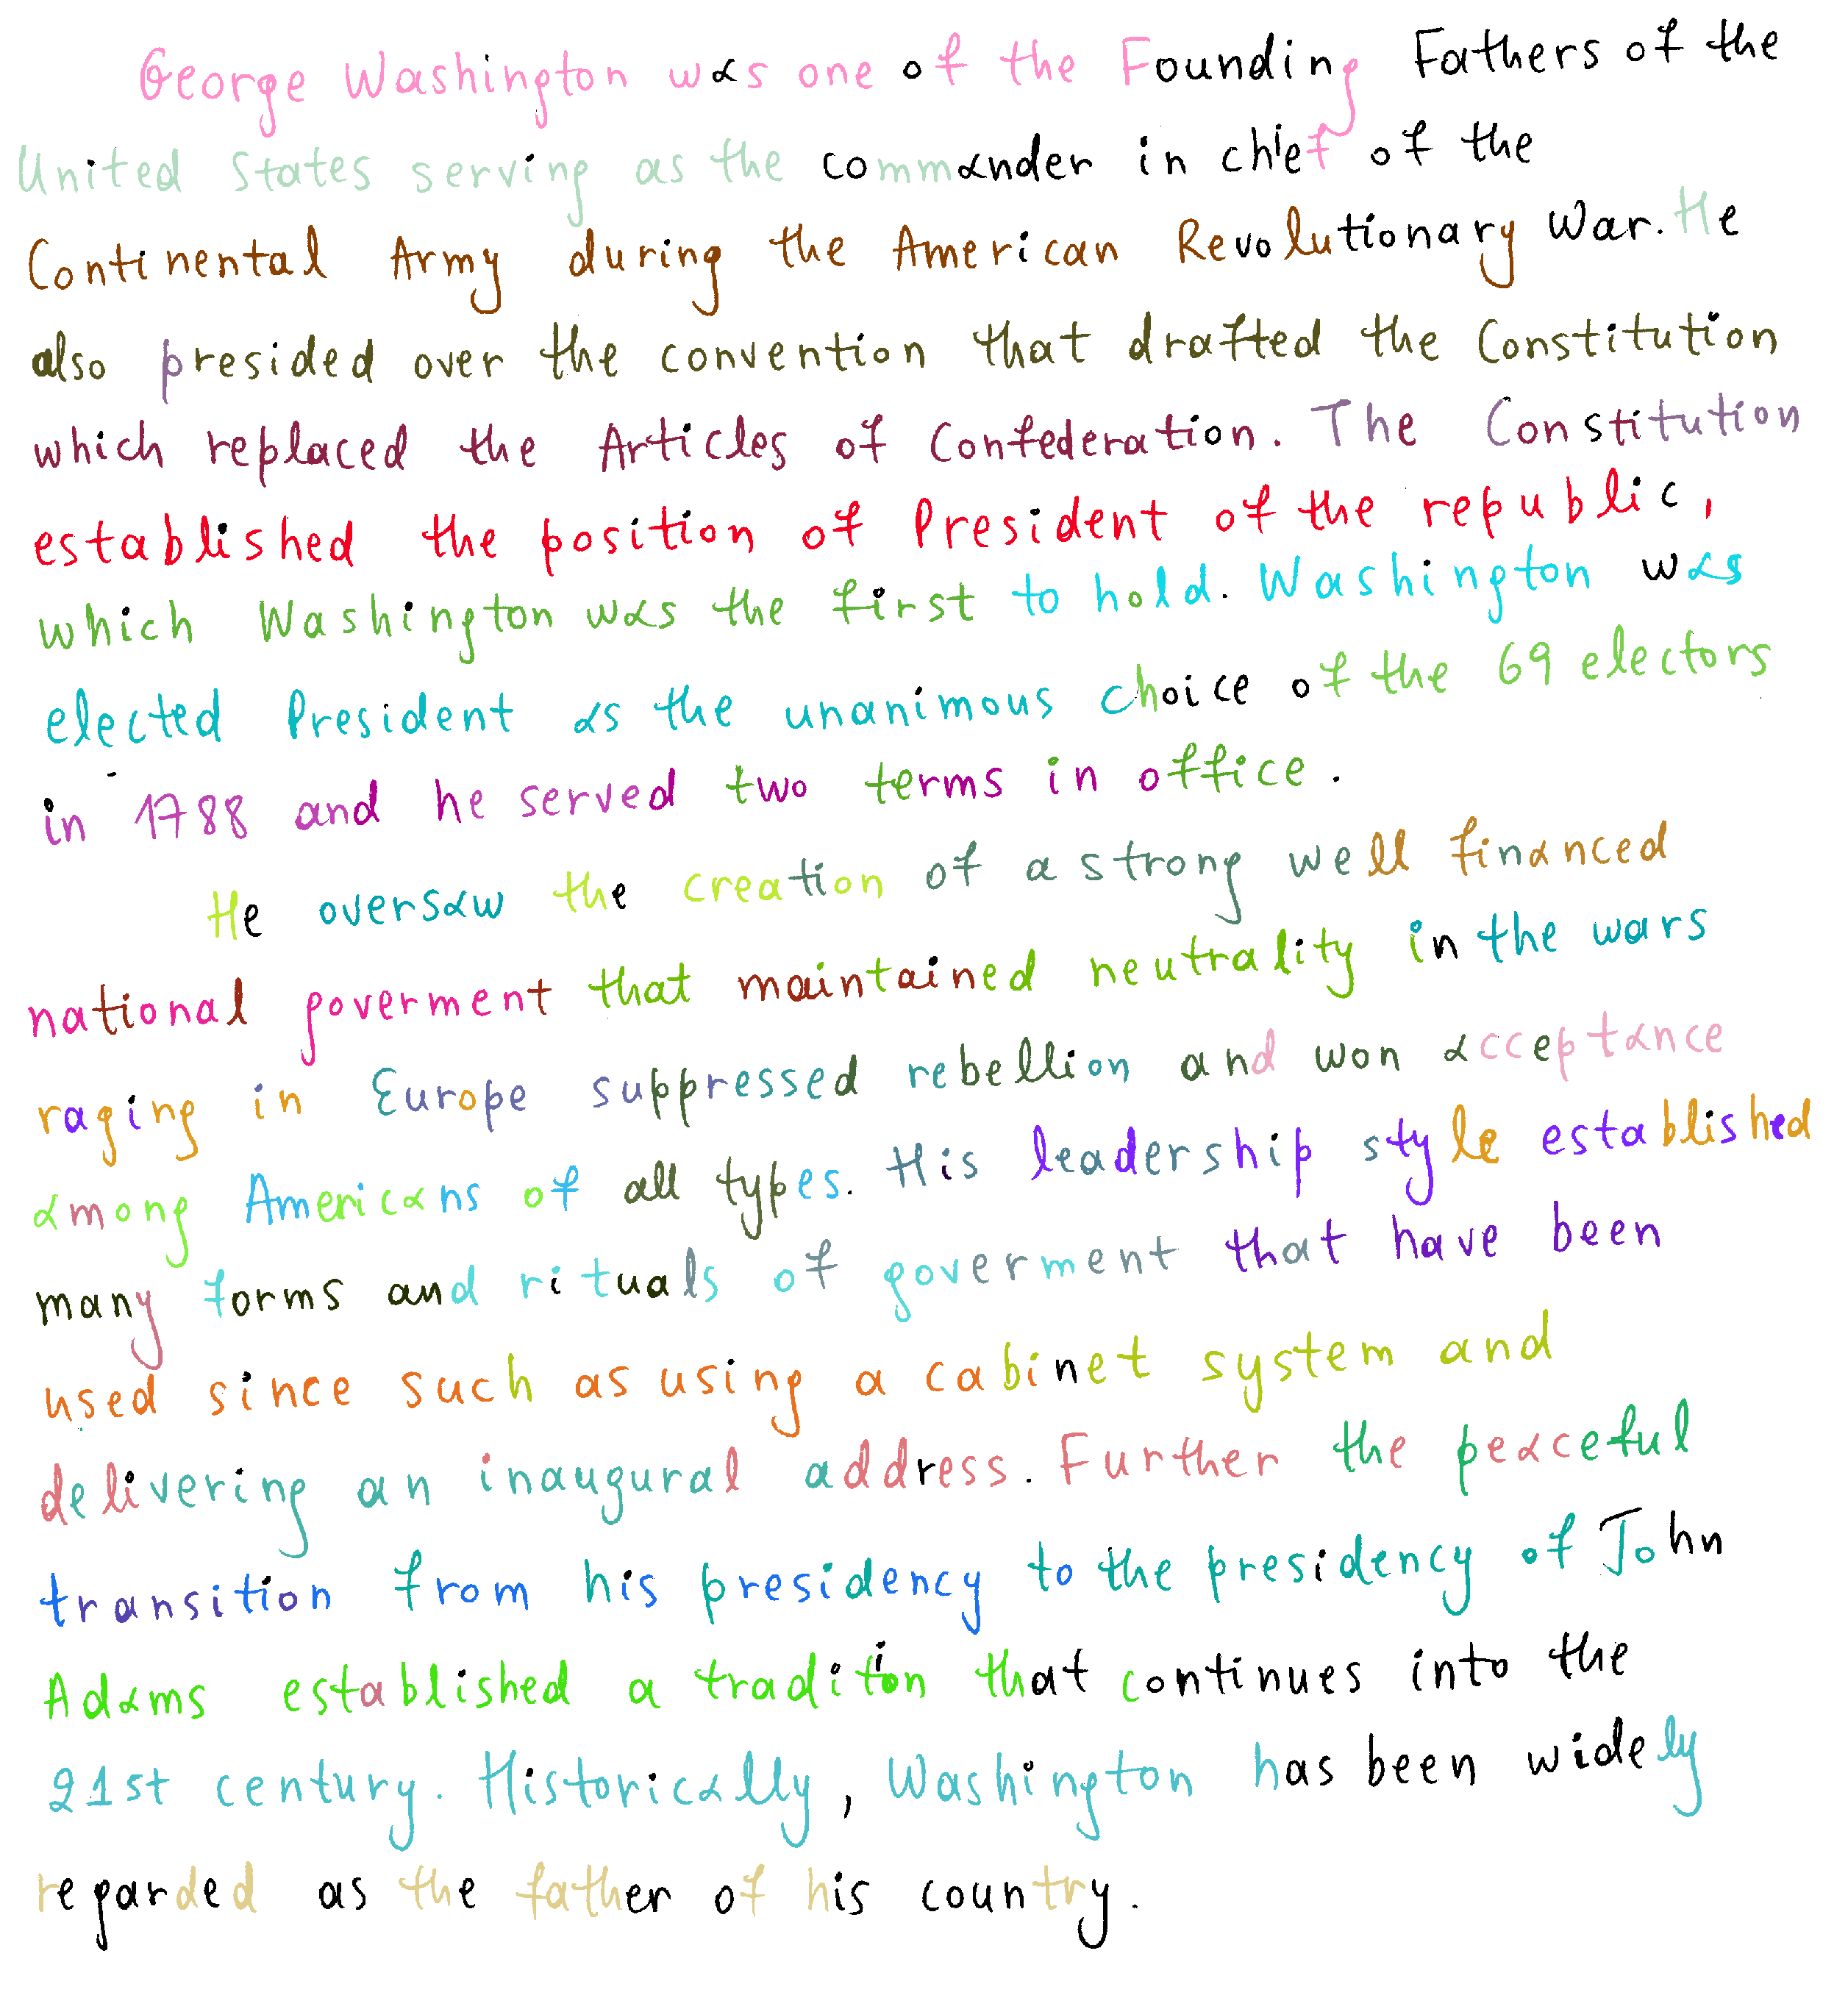 George Washington was one of the Founding Fathers of the
United States serving as the commander in chief of the
Continental Army during the American Revolutionary War. He
also presided over the convention that drafted the Constitution
which replaced the Articles of Confederation. The Constitution
established the position of President of the republic,
which Washington was the first to hold. Washington was
elected President as the unanimous choice of the 69 electors
in 1788 and he served two terms in office.
He oversaw the creation of a strong well financed
national goverment that maintained neutrality in the wars
raging in Europe suppressed rebellion and won acceptance
among Americans of all types. His leadership style established
many forms and rituals of goverment that have been
used since such as using a cabinet system and
delivering an inaugural address. Further the peaceful
transition from his presidency to the presidency of John
Adams established a tradition that continues into the
21st century. Historically, Washington has been widely
regarded as the father of his country.